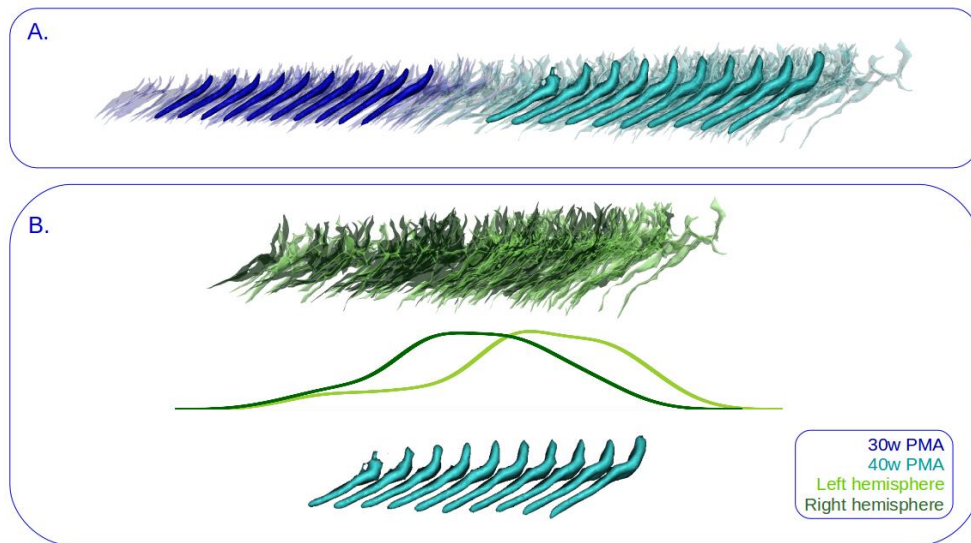 A.
B.
30w PMA
40w PMA
Left hemisphere
Right hemisphere